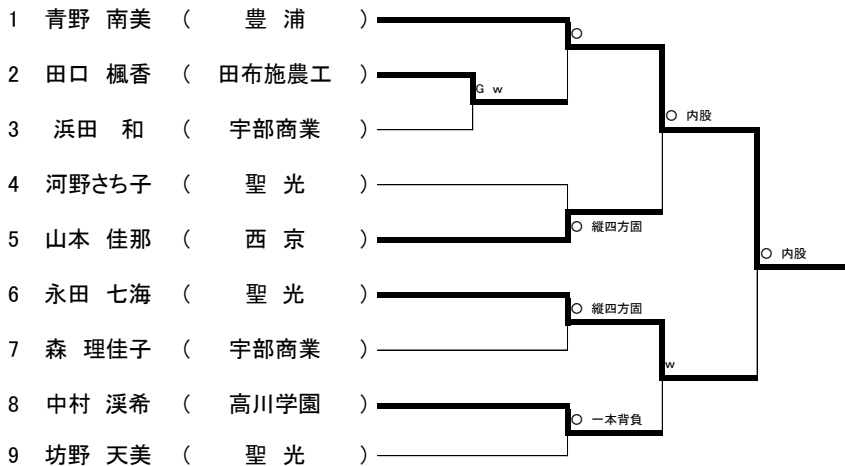 1 青野 南美 ( 豊 浦 )
○
2 田口 楓香 ( 田布施農工 )
G w
○ 内股
3 浜田 和 ( 宇部商業 )
4 河野さち子 ( 聖 光 )
○ 縦四方固
5 山本 佳那 ( 西 京 )
○ 内股
6 永田 七海 ( 聖 光 )
○ 縦四方固
7 森 理佳子 ( 宇部商業 )
w
8 中村 渓希 ( 高川学園 )
○ 一本背負
9 坊野 天美 ( 聖 光 )